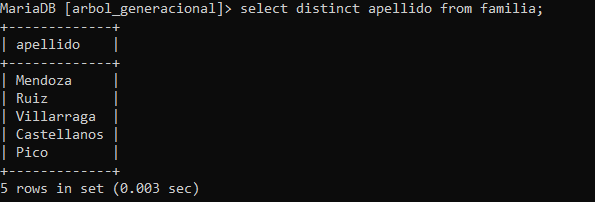 MariaDB [arbol_generacional]> select distinct apellido from familia;
+-------------+
| apellido    |
+-------------+
| Mendoza     |
| Ruiz        |
| Villarraga  |
| Castellanos |
| Pico        |
+-------------+
5 rows in set (0.003 sec)